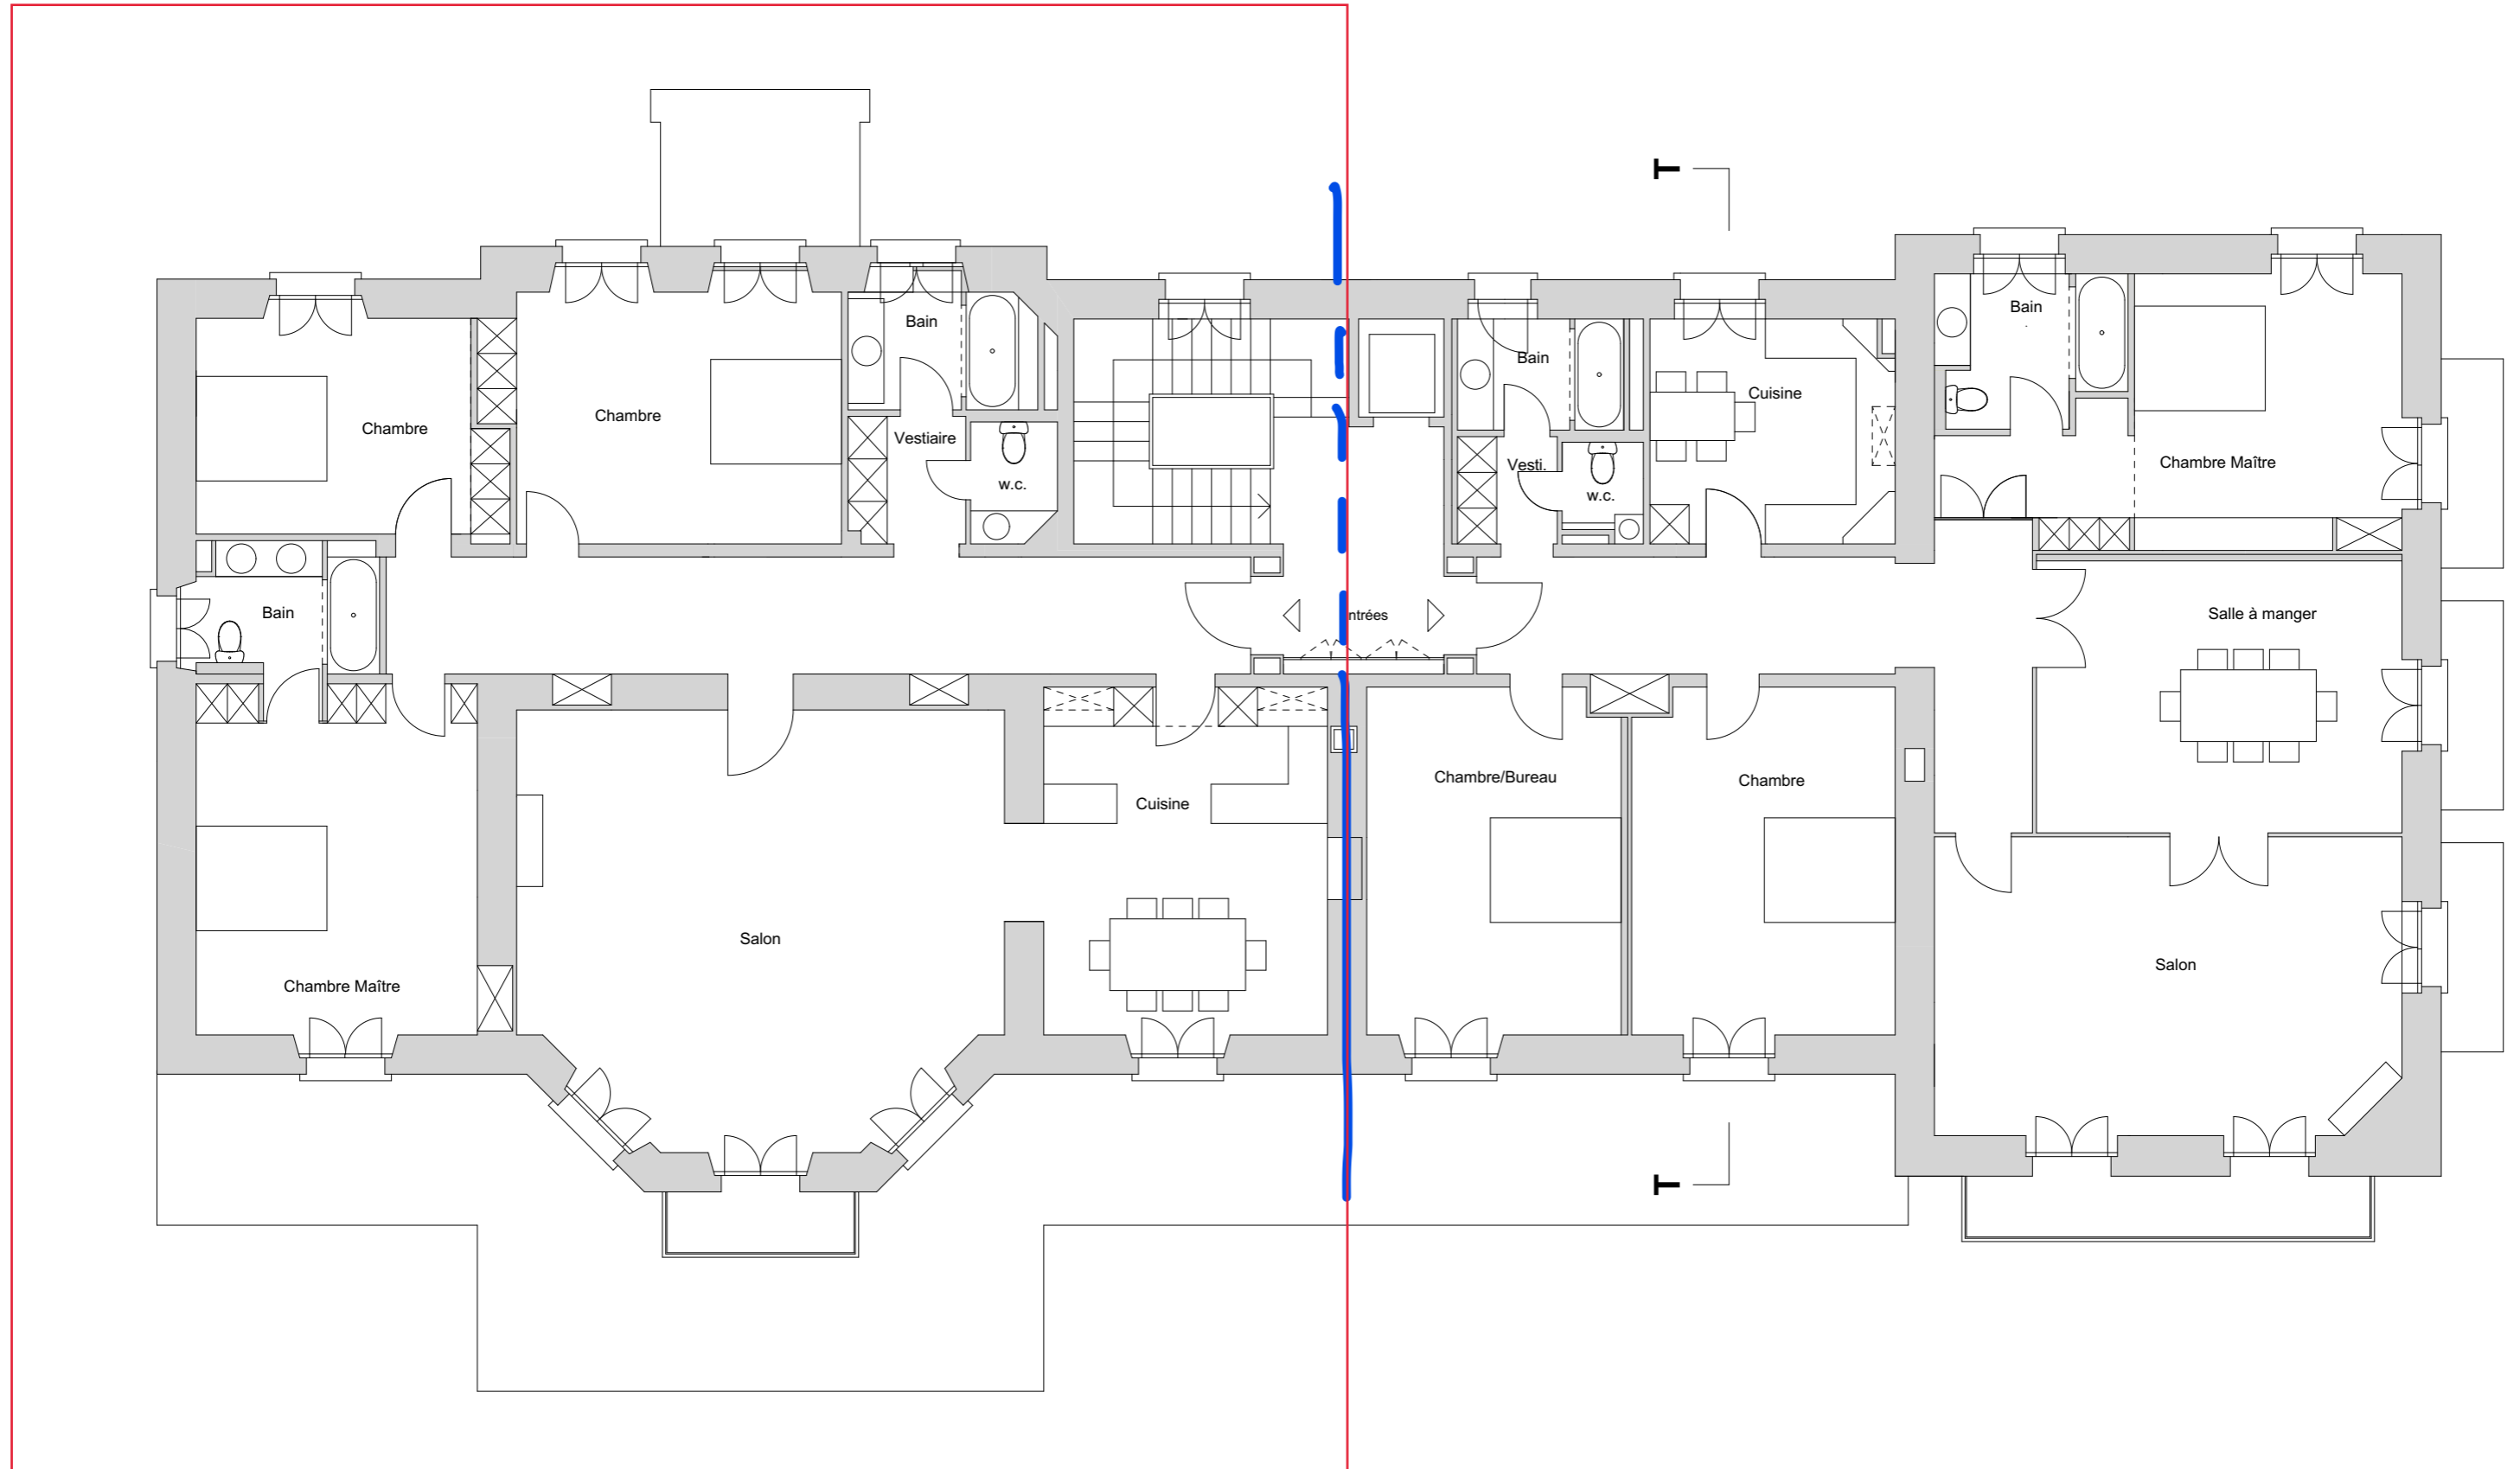 T
Bain
Bain
Bain
Cuisine
Chambre
Chambre
Vestiaire
Vesti.
Chambre Maître
w.c.
w.c.
Bain
ntrées
Salle à manger
Chambre/Bureau
Chambre
Cuisine
Salon
Salon
Chambre Maître
T